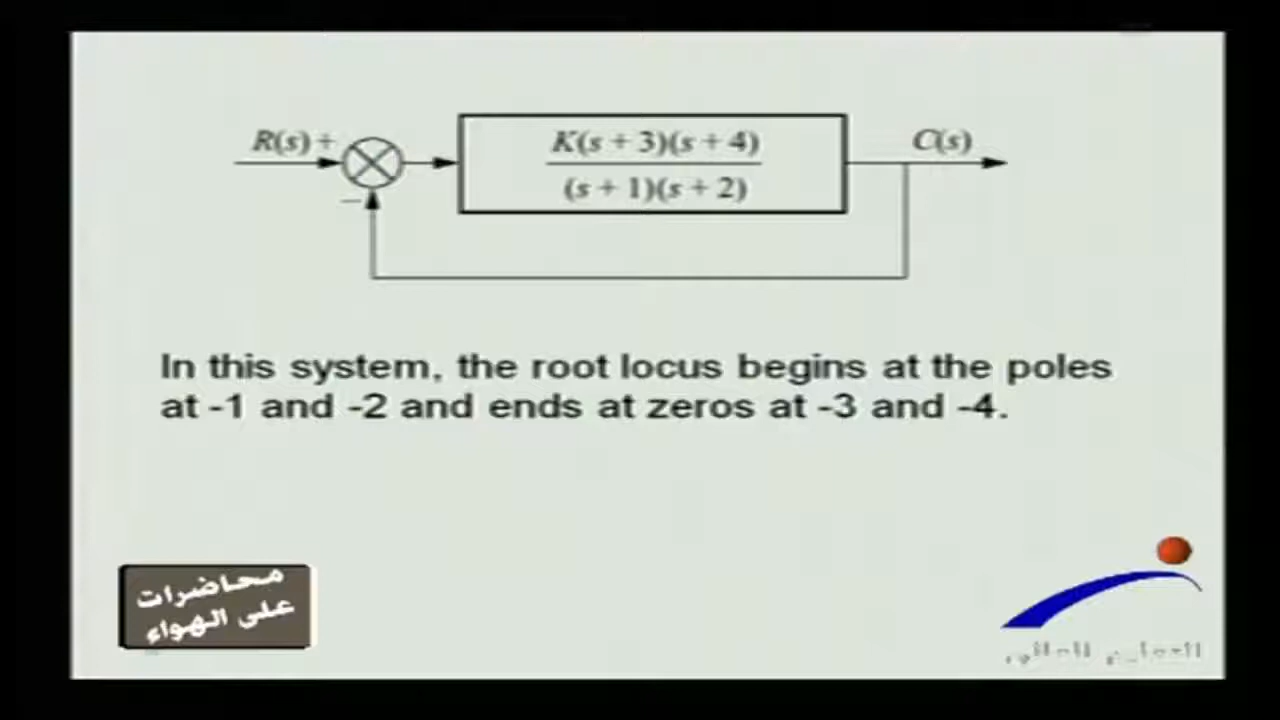 R(s) +
K(s + 3)(s + 4)
C(s)
(s + 1)(s + 2)
−
In this system, the root locus begins at the poles
at -1 and -2 and ends at zeros at -3 and -4.
محاضرات
على الهواء